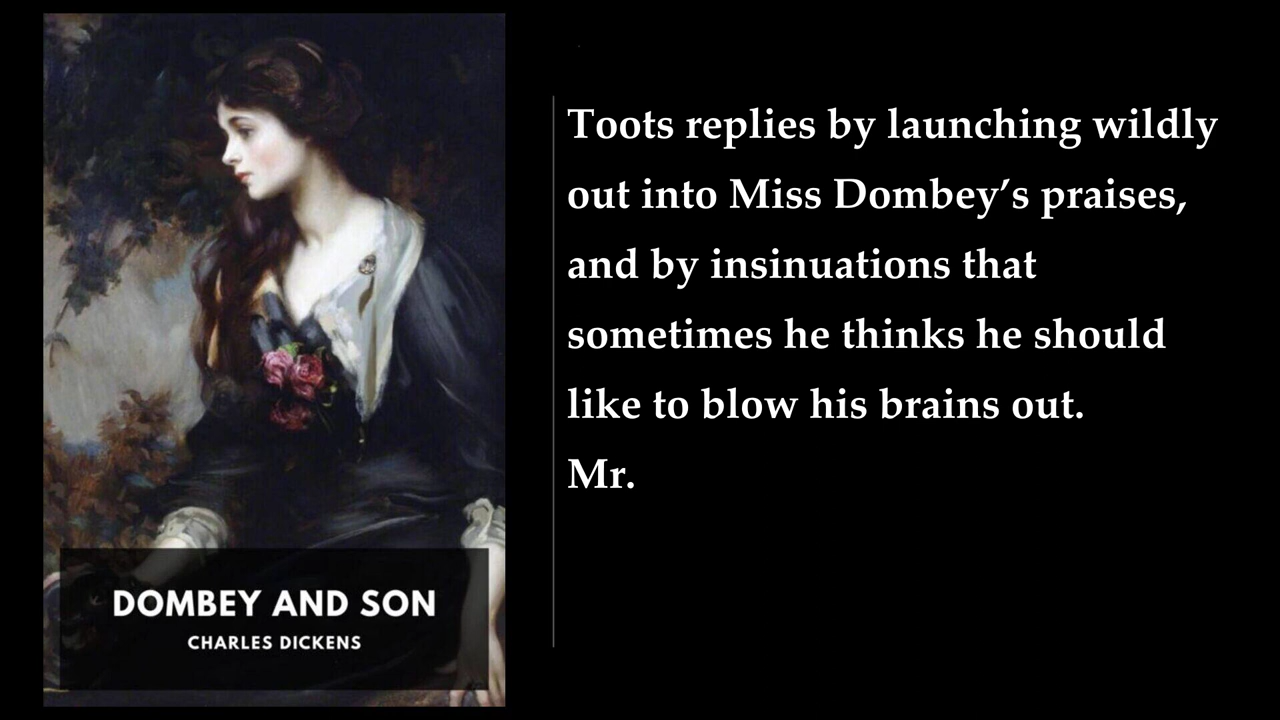 Toots replies by launching wildly
out into Miss Dombey’s praises,
and by insinuations that
sometimes he thinks he should
like to blow his brains out.
Mr.
DOMBEY AND SON
CHARLES DICKENS